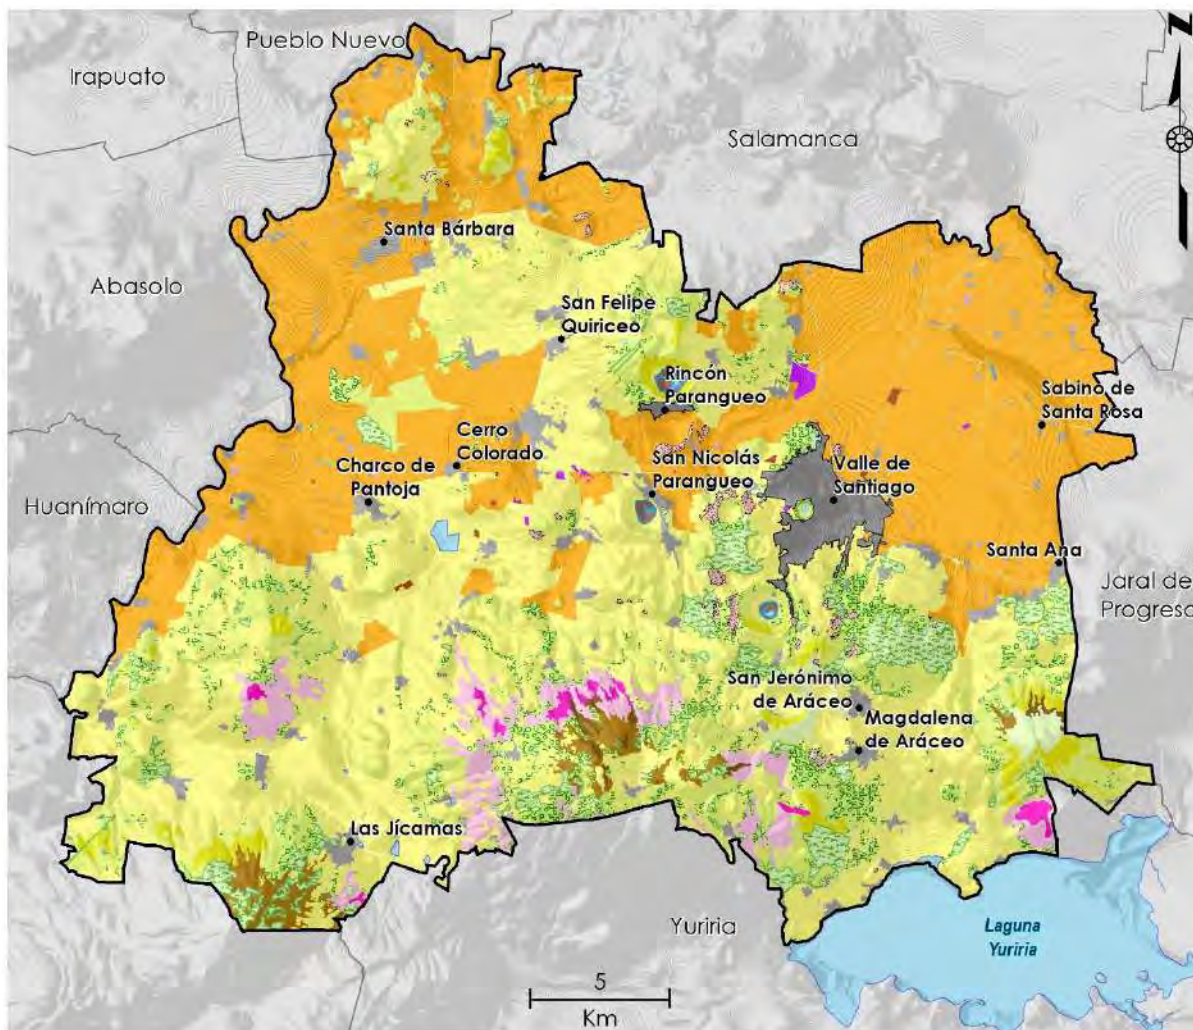 Pueblo Nuevo
Irapuato
Salamanca
Santa Bárbara
Abasolo
San Felipe
Quiriceo
Rincón
Parangueo
Sabino de
Santa Rosa
Cerro
Colorado
San Nicolás
Parangueo
Charco de
Pantoja
Valle de
Santiago
Huanímaro
Santa Ana
Jaral de
Progreso
San Jerónimo
de Aráceo
Magdalena
de Aráceo
Las Jícamas
Yuriria
Laguna
Yuriria
5
Km